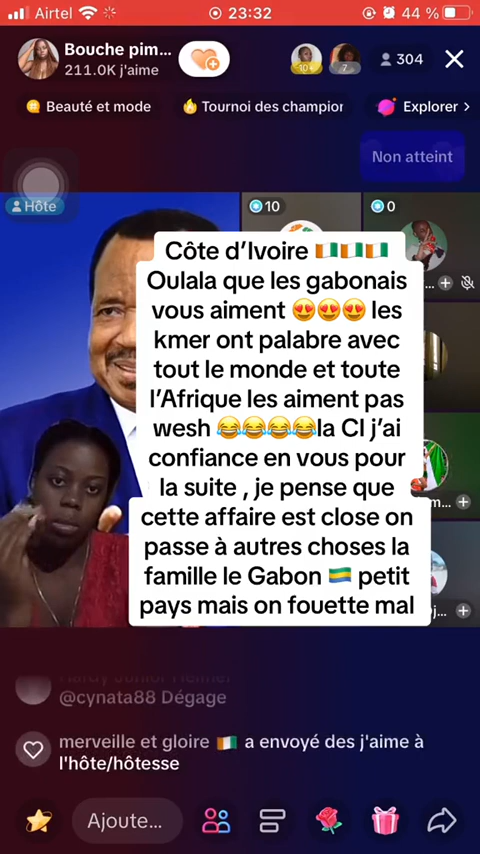 Airtel
23:32
44 %
Bouche pim...
211.0K j'aime
10+
7
304
Beauté et mode
Tournoi des champior
Explorer >
Non atteint
Hôte
10
0
Côte d’Ivoire 🇨🇮🇨🇮🇨🇮
Oulala que les gabonais
vous aiment 😍😍😍 les
kmer ont palabre avec
tout le monde et toute
l’Afrique les aiment pas
wesh 😂😂😂😂la CI j’ai
confiance en vous pour
la suite , je pense que
cette affaire est close on
passe à autres choses la
famille le Gabon 🇬🇦 petit
pays mais on fouette mal
@cynata88 Dégage
merveille et gloire 🇨🇮 a envoyé des j'aime à
l'hôte/hôtesse
Ajoute...